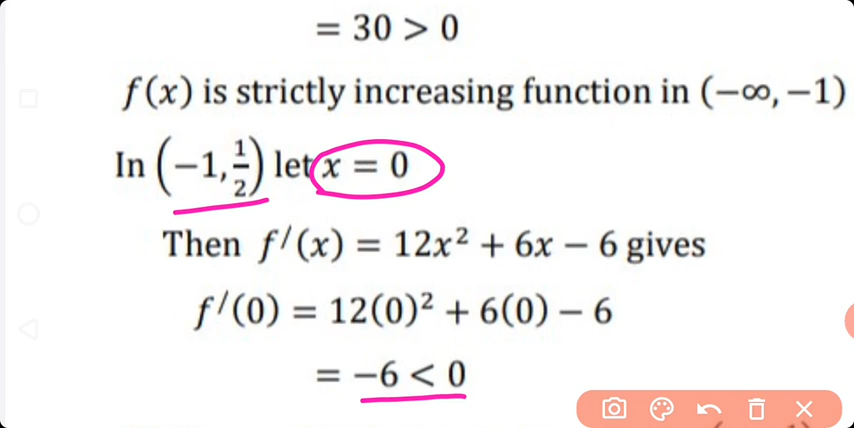 = 30 > 0
f(x) is strictly increasing function in (−∞, −1)
In (−1, 1/2) let x = 0
Then f′(x) = 12x² + 6x − 6 gives
f′(0) = 12(0)² + 6(0) − 6
= −6 < 0